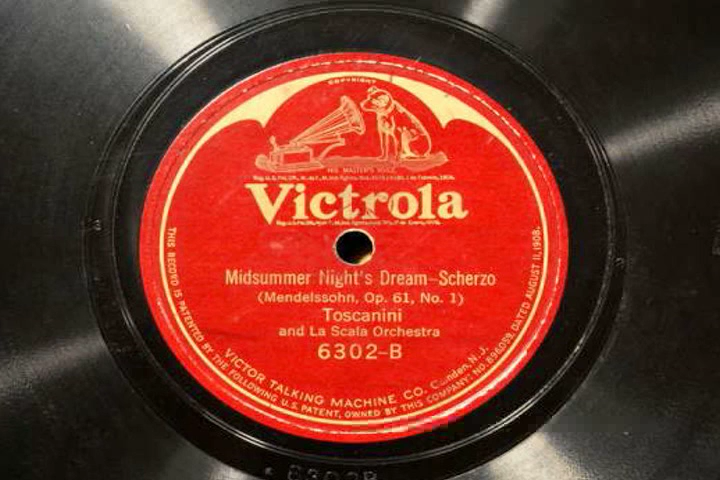 COPYRIGHT
HIS MASTER'S VOICE
Victrola
Midsummer Night's Dream–Scherzo
(Mendelssohn, Op. 61, No. 1)
Toscanini
and La Scala Orchestra
6302–B
VICTOR TALKING MACHINE CO. Camden, N.J.
THIS RECORD IS PATENTED BY THE FOLLOWING U.S. PATENT, OWNED BY THIS COMPANY: NO. 896059, DATED AUGUST 11, 1908.
6302B